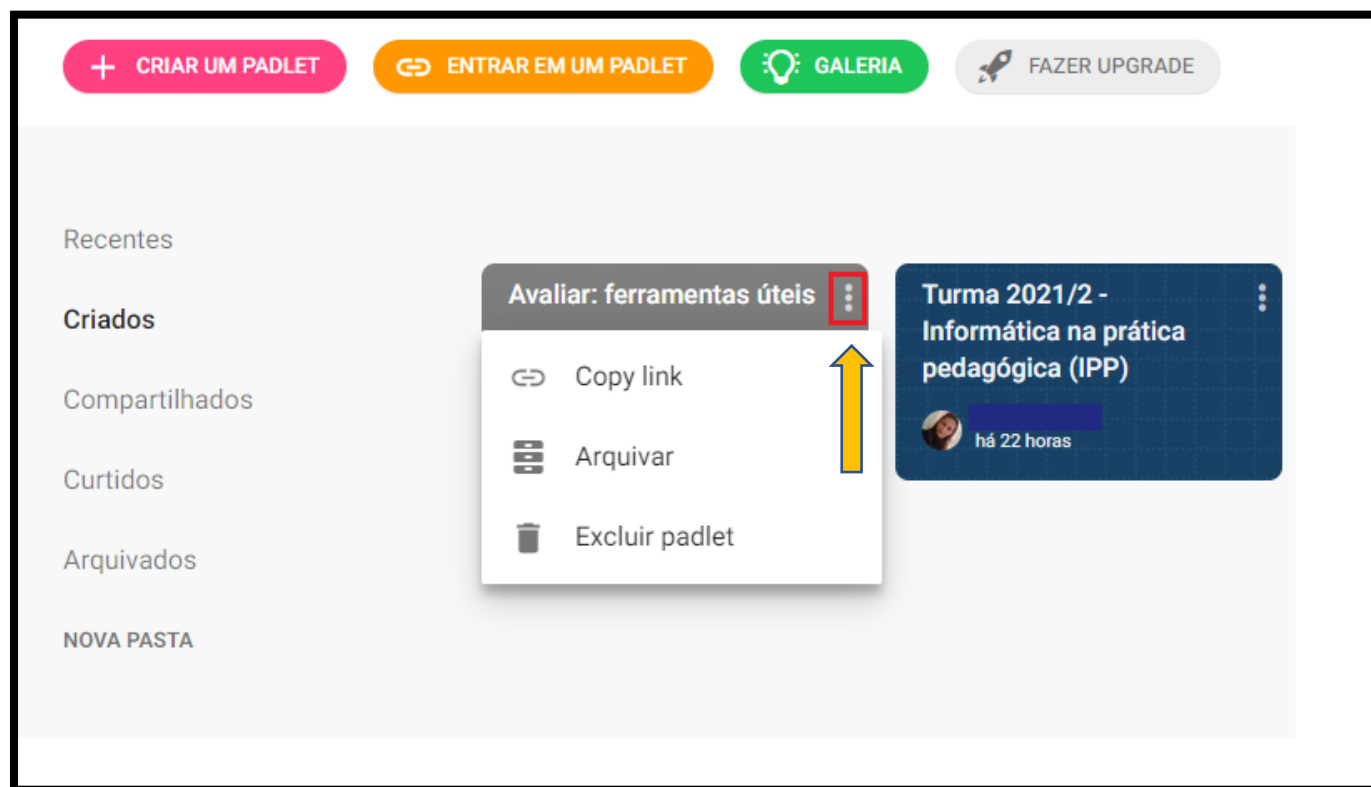 CRIAR UM PADLET
ENTRAR EM UM PADLET
GALERIA
FAZER UPGRADE
Recentes
Criados
Compartilhados
Curtidos
Arquivados
NOVA PASTA
Avaliar: ferramentas úteis
Copy link
Arquivar
Excluir padlet
Turma 2021/2 -
Informática na prática
pedagógica (IPP)
há 22 horas